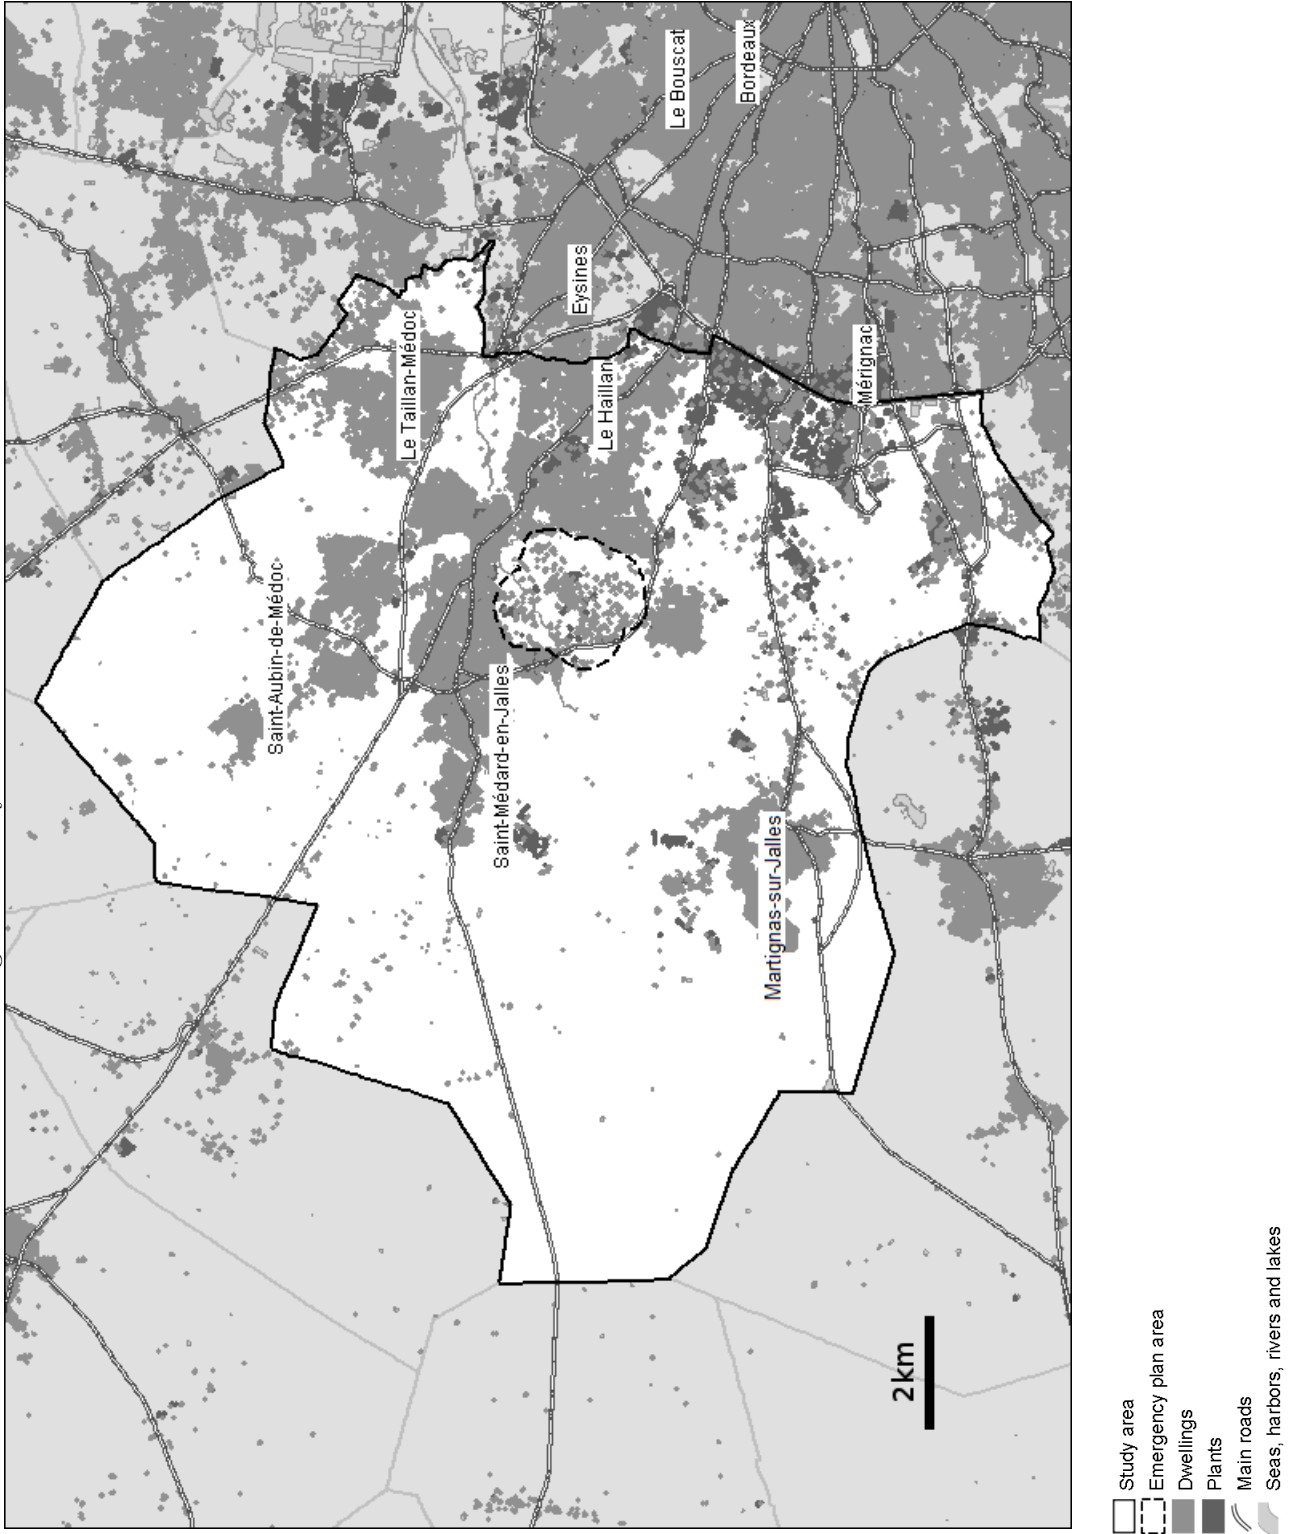 Saint-Aubin-de-Médoc
Le Taillan-Médoc
Saint-Médard-en-Jalles
Eysines
Le Haillan
Le Bouscat
Bordeaux
Martignas-sur-Jalles
Mérignac
2km
Study area
Emergency plan area
Dwellings
Plants
Main roads
Seas, harbors, rivers and lakes